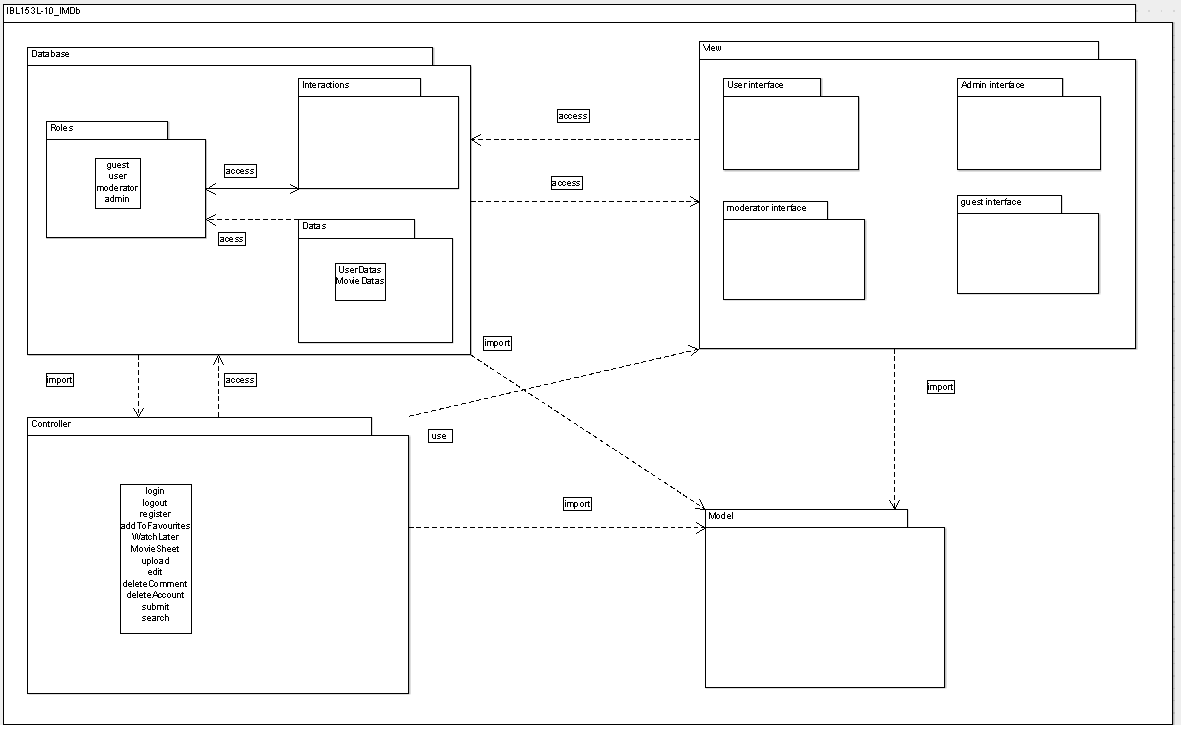 IBL153L-10_IMDb
Database
Interactions
Roles
guest
user
moderator
admin
access
acess
Datas
UserDatas
MovieDatas
access
access
View
User interface
Admin interface
moderator interface
guest interface
import
access
import
use
import
import
Controller
login
logout
register
addToFavourites
WatchLater
MovieSheet
upload
edit
deleteComment
deleteAccount
submit
search
Model